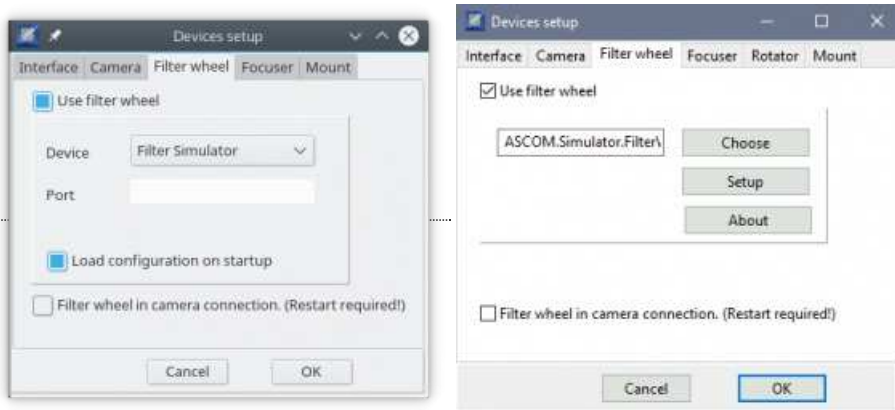 Devices setup
Interface Camera Filter wheel Focuser Mount
Use filter wheel
Device Filter Simulator
Port
Load configuration on startup
Filter wheel in camera connection. (Restart required!)
Cancel OK
Devices setup
Interface Camera Filter wheel Focuser Rotator Mount
Use filter wheel
ASCOM.Simulator.Filter\ Choose
Setup
About
Filter wheel in camera connection. (Restart required!)
Cancel OK